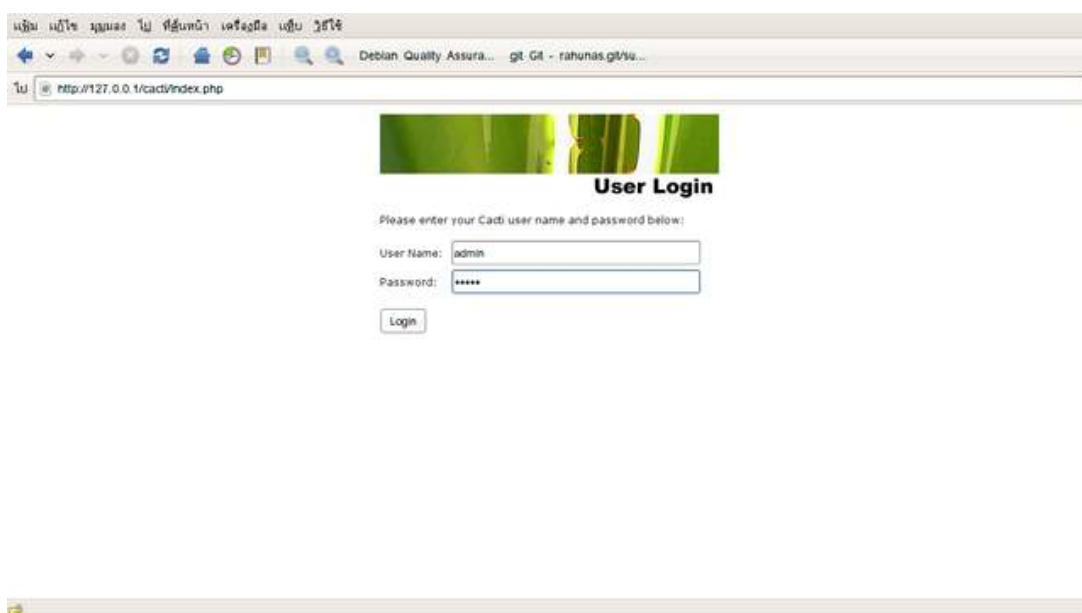 แฟ้ม แก้ไข มุมมอง ไป ที่คั่นหน้า เครื่องมือ แท็บ วิธีใช้
Debian Quality Assura... git Git - rahunas.git/su...
ไป http://127.0.0.1/cacti/index.php
User Login
Please enter your Cacti user name and password below:
User Name: admin
Password: •••••
Login